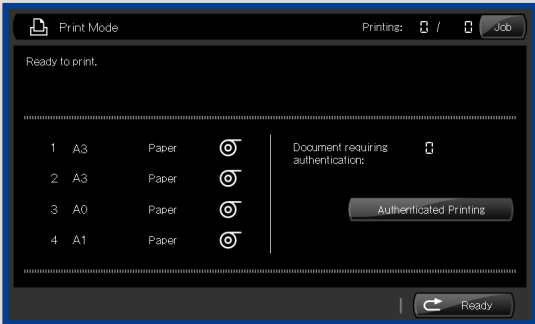 Print Mode
Printing: 0 / 0 Job
Ready to print.
1 A3 Paper
2 A3 Paper
3 A0 Paper
4 A1 Paper
Document requiring
authentication: 0
Authenticated Printing
Ready